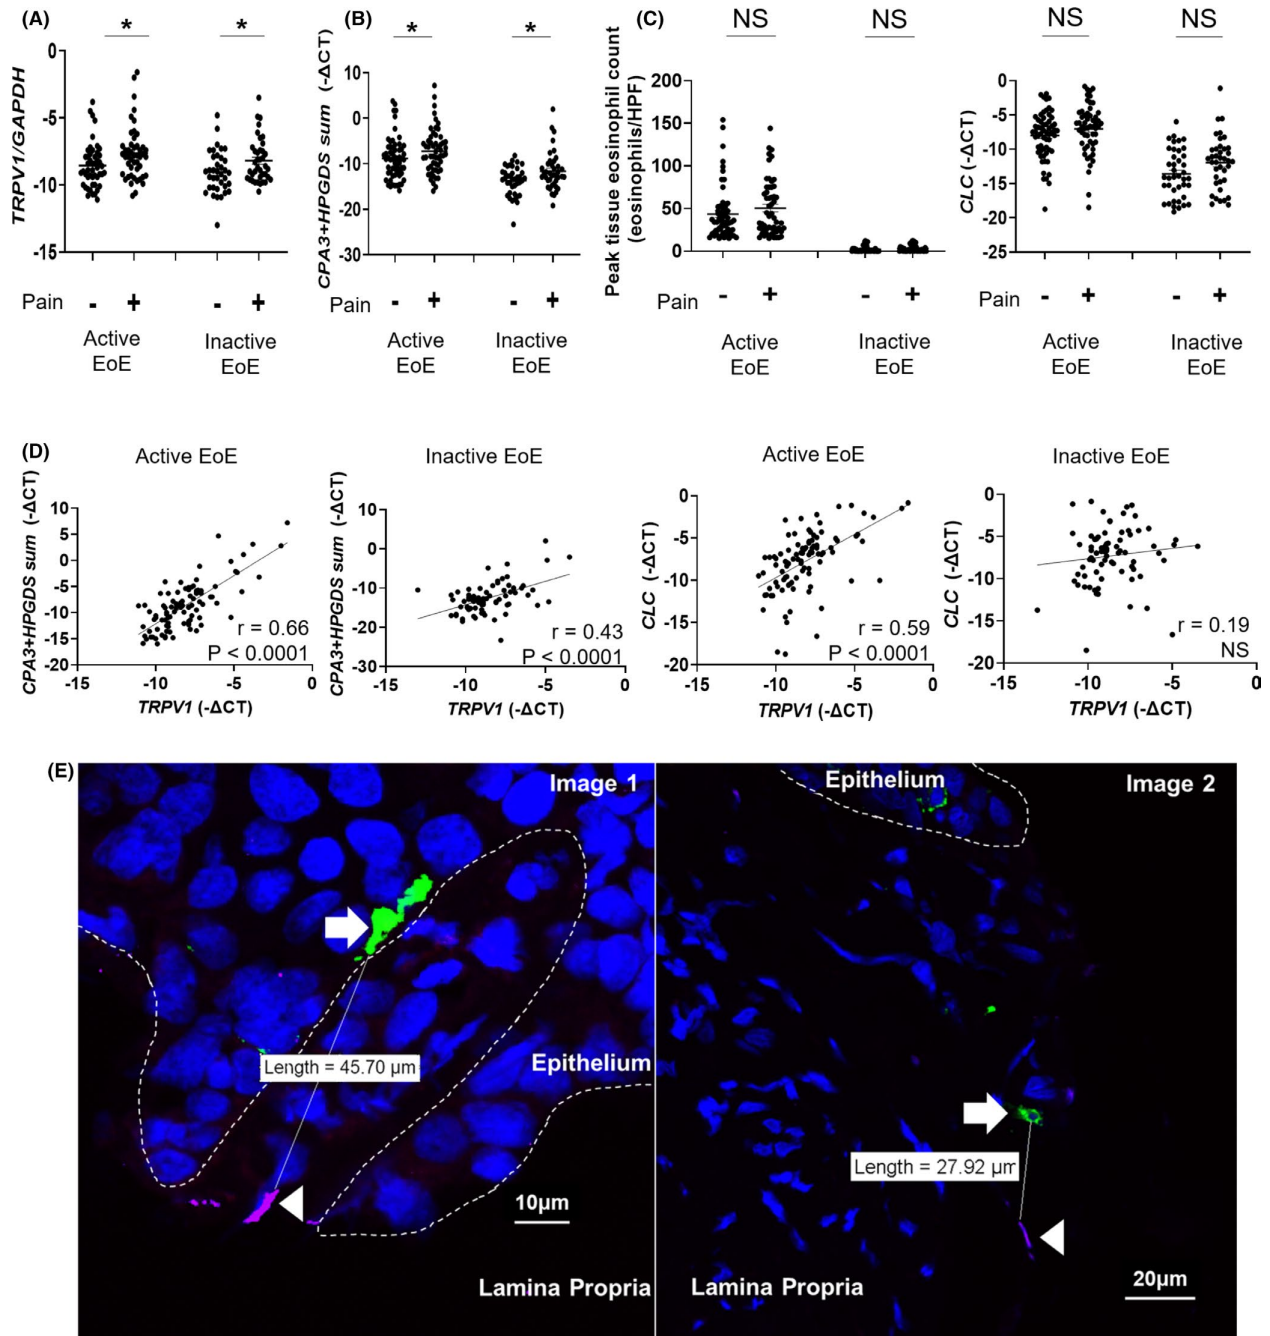 (A)
*
*
TRPV1/GAPDH
0
-5
-10
-15
Pain - + - +
Active EoE
Inactive EoE
(B)
*
*
CPA3+HPGDS sum (-ΔCT)
10
0
-10
-20
-30
Pain - + - +
Active EoE
Inactive EoE
(C)
NS
NS
Peak tissue eosinophil count
(eosinophils/HPF)
200
150
100
50
0
- + - +
Active EoE
Inactive EoE
NS
NS
CLC (-ΔCT)
0
-5
-10
-15
-20
-25
Pain - + - +
Active EoE
Inactive EoE
(D)
Active EoE
CPA3+HPGDS sum (-ΔCT)
10
5
0
-5
-10
-15
-20
r = 0.66
P < 0.0001
-15 -10 -5 0
TRPV1 (-ΔCT)
Inactive EoE
CPA3+HPGDS sum (-ΔCT)
10
0
-10
-20
-30
r = 0.43
P < 0.0001
-15 -10 -5 0
TRPV1 (-ΔCT)
Active EoE
CLC (-ΔCT)
0
-5
-10
-15
-20
r = 0.59
P < 0.0001
-15 -10 -5 0
TRPV1 (-ΔCT)
Inactive EoE
CLC (-ΔCT)
0
-5
-10
-15
-20
r = 0.19
NS
-15 -10 -5 0
TRPV1 (-ΔCT)
(E)
Image 1
Length = 45.70 µm
Epithelium
10µm
Lamina Propria
Epithelium
Image 2
Length = 27.92 µm
Lamina Propria
20µm